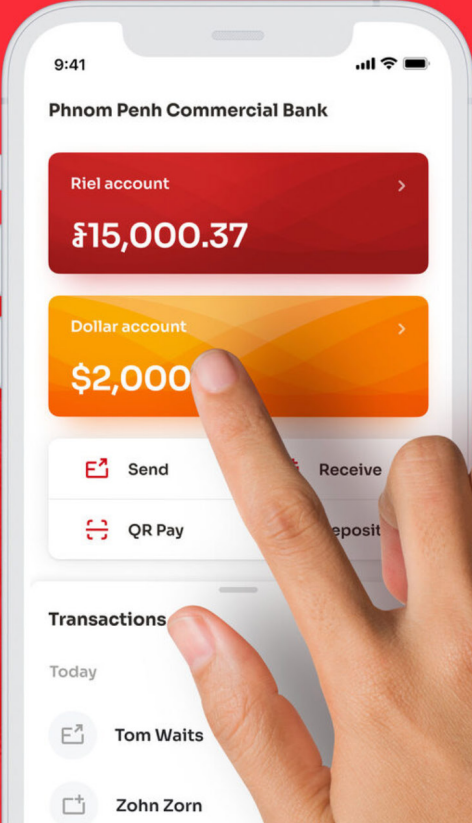 9:41
Phnom Penh Commercial Bank
Riel account
៛15,000.37
Dollar account
$2,000
Send
Receive
QR Pay
eposit
Transactions
Today
Tom Waits
Zohn Zorn